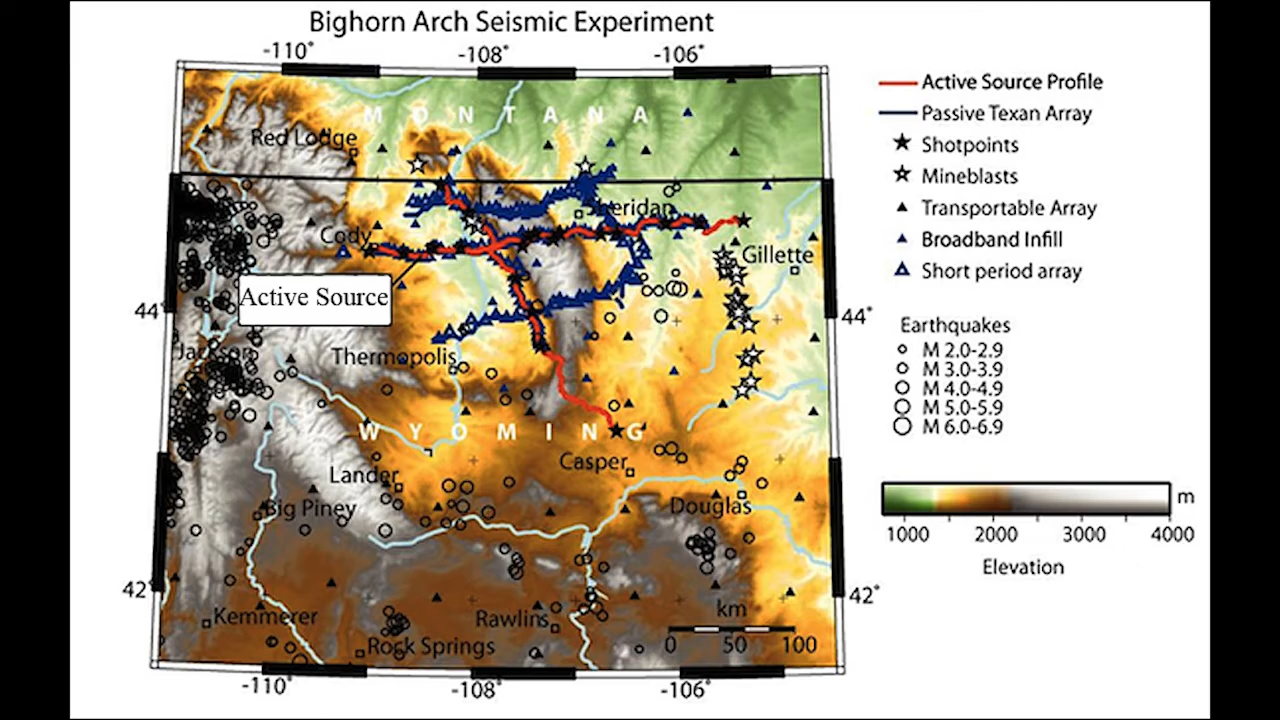 Bighorn Arch Seismic Experiment
-110˚ -108˚ -106˚
MONTANA
Red Lodge
Sheridan
Cody
Gillette
Active Source
44˚ 44˚
Jackson
Thermopolis
WYOMING
Casper
Lander
Big Piney
Douglas
42˚ 42˚
Kemmerer
Rawlins
Rock Springs
km
0 50 100
-110˚ -108˚ -106˚
Active Source Profile
Passive Texan Array
Shotpoints
Mineblasts
Transportable Array
Broadband Infill
Short period array
Earthquakes
M 2.0-2.9
M 3.0-3.9
M 4.0-4.9
M 5.0-5.9
M 6.0-6.9
m
1000 2000 3000 4000
Elevation